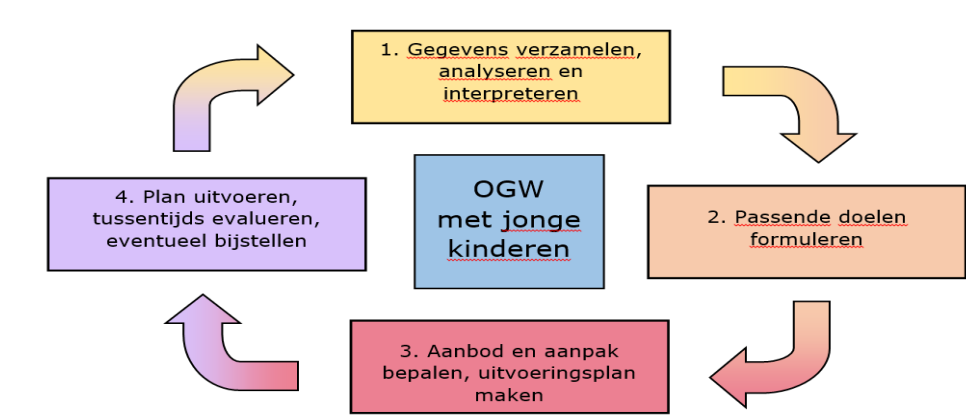 1. Gegevens verzamelen,
analyseren en
interpreteren
2. Passende doelen
formuleren
3. Aanbod en aanpak
bepalen, uitvoeringsplan
maken
4. Plan uitvoeren,
tussentijds evalueren,
eventueel bijstellen
OGW
met jonge
kinderen